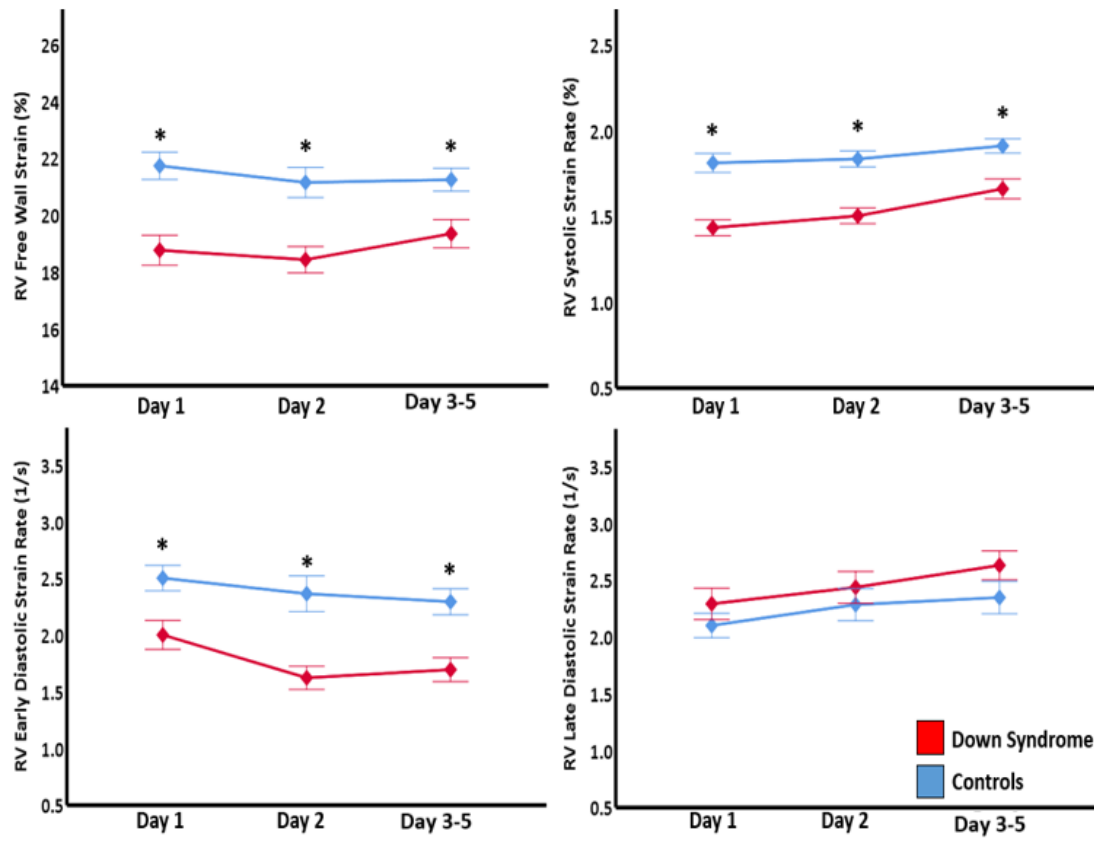 RV Free Wall Strain (%)
26
24
22
20
18
16
14
*
*
*
Day 1
Day 2
Day 3-5
RV Systolic Strain Rate (%)
2.5
2.0
1.5
1.0
0.5
*
*
*
Day 1
Day 2
Day 3-5
RV Early Diastolic Strain Rate (1/s)
3.5
3.0
2.5
2.0
1.5
1.0
0.5
*
*
*
Day 1
Day 2
Day 3-5
RV Late Diastolic Strain Rate (1/s)
3.5
3.0
2.5
2.0
1.5
1.0
0.5
Day 1
Day 2
Day 3-5
Down Syndrome
Controls